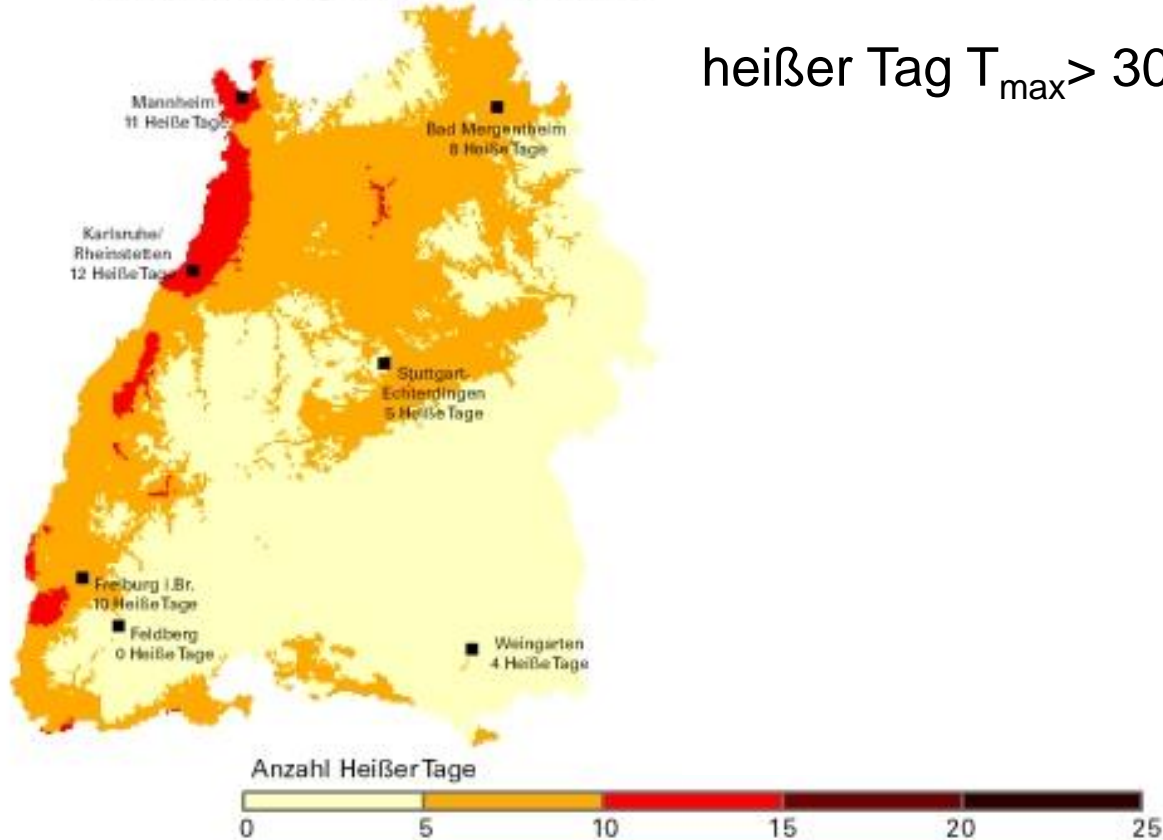 heißer Tag Tmax> 30
Mannheim
11 Heiße Tage
Bad Mergentheim
8 Heiße Tage
Karlsruhe/
Rheinstetten
12 Heiße Tage
Stuttgart-
Echterdingen
5 Heiße Tage
Freiburg i.Br.
10 Heiße Tage
Feldberg
0 Heiße Tage
Weingarten
4 Heiße Tage
Anzahl Heißer Tage
0 5 10 15 20 25